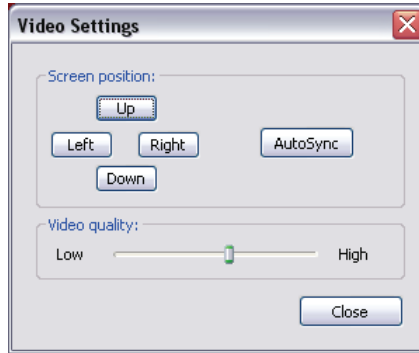 Video Settings
Screen position:
Up
Left Right AutoSync
Down
Video quality:
Low High
Close